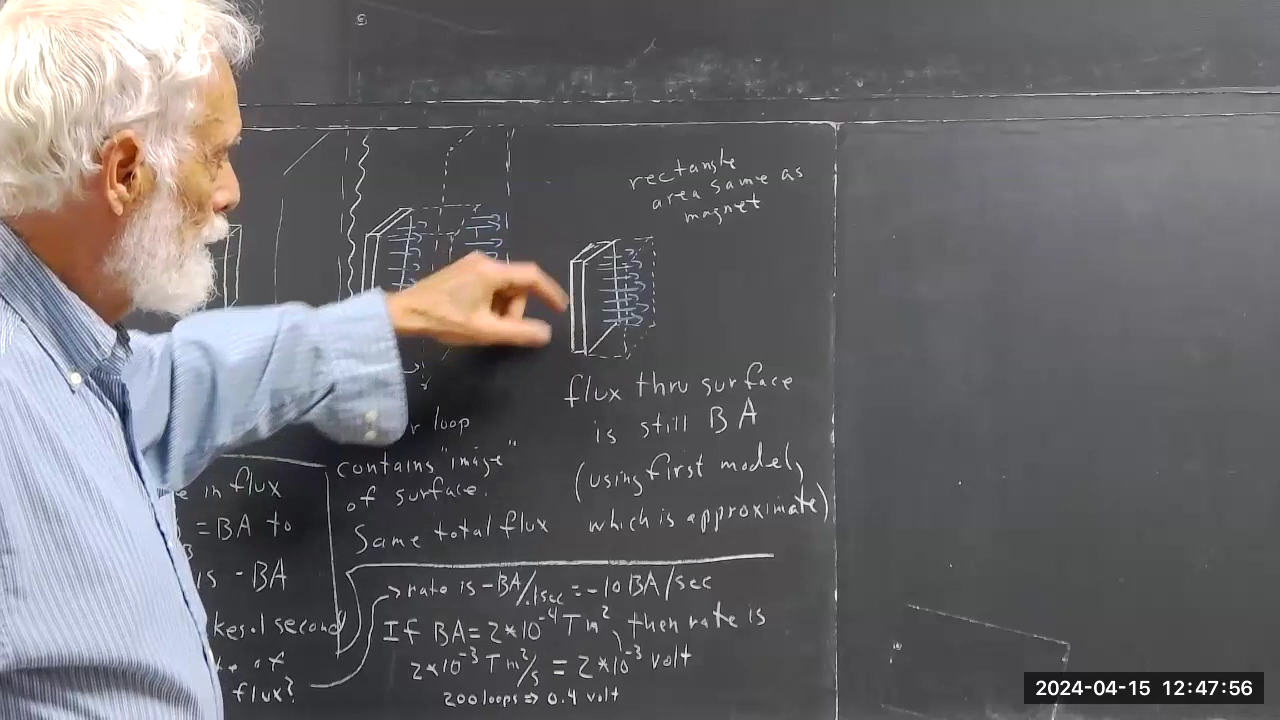 rectangle
area same as
magnet
flux thru surface
is still BA
(using first model,
which is approximate)
r loop
contains "image"
of surface.
Same total flux
e in flux
= BA to
is -BA
kes .1 second
of
flux?
rate is -BA/.1sec = -10 BA/sec
If BA = 2*10^-4 Tm^2, then rate is
2*10^-3 Tm^2/s = 2*10^-3 volt
200 loops => 0.4 volt
2024-04-15 12:47:56